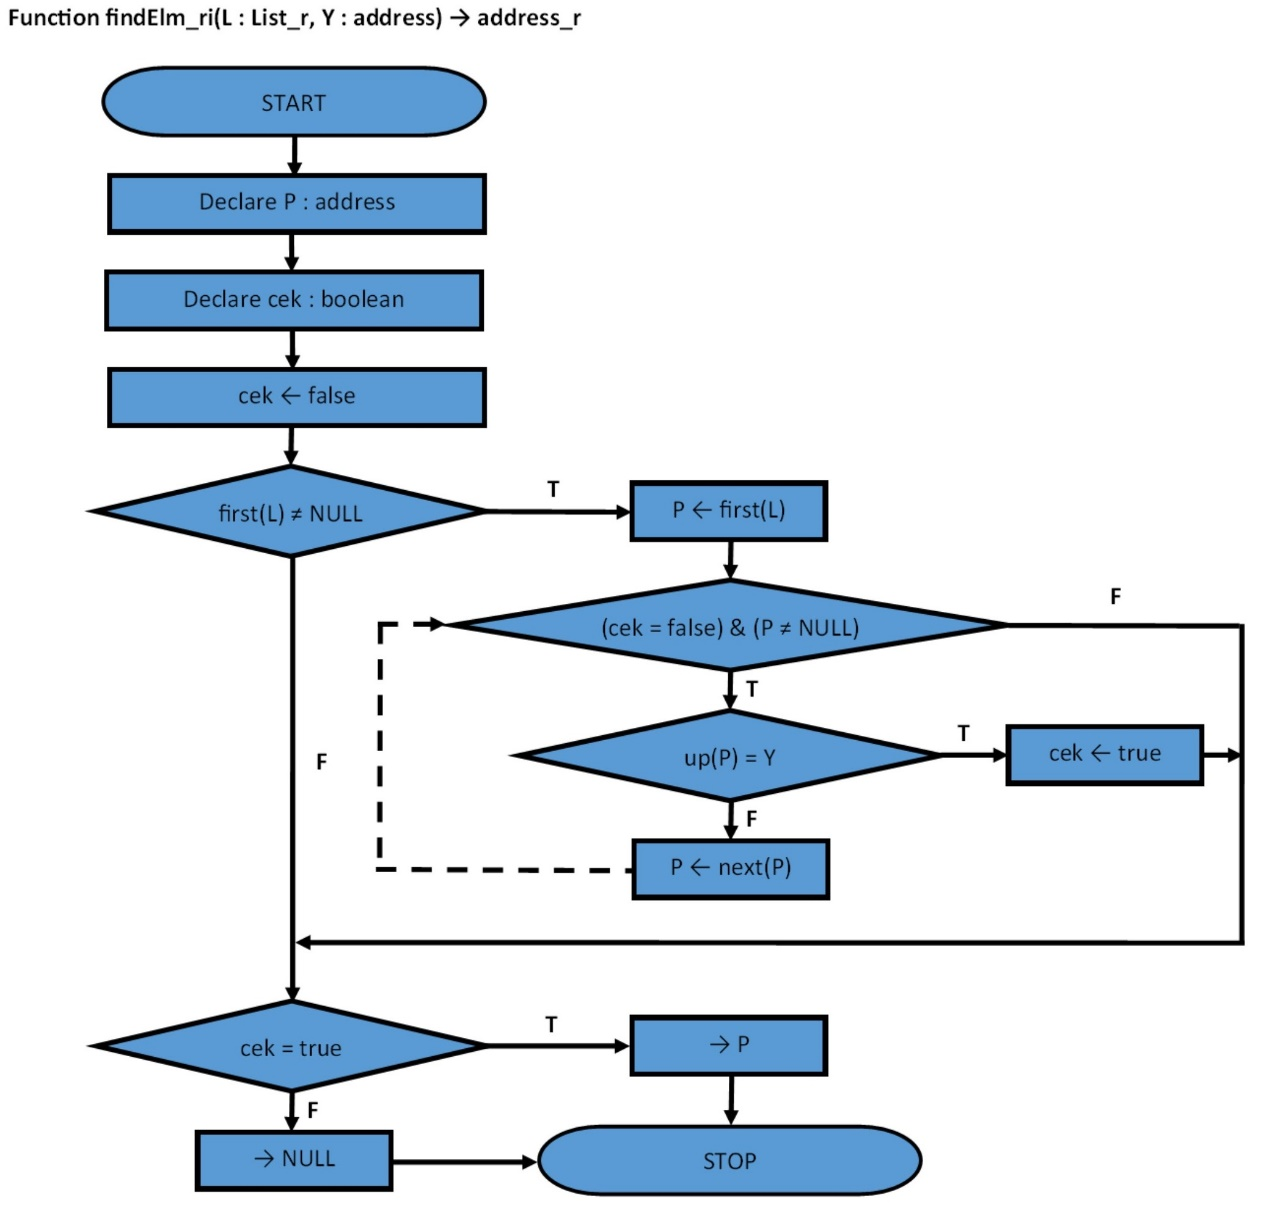 Function findElm_ri(L : List_r, Y : address) → address_r
START
Declare P : address
Declare cek : boolean
cek ← false
first(L) ≠ NULL
T
P ← first(L)
(cek = false) & (P ≠ NULL)
F
T
up(P) = Y
T
cek ← true
F
F
P ← next(P)
cek = true
T
→ P
F
→ NULL
STOP